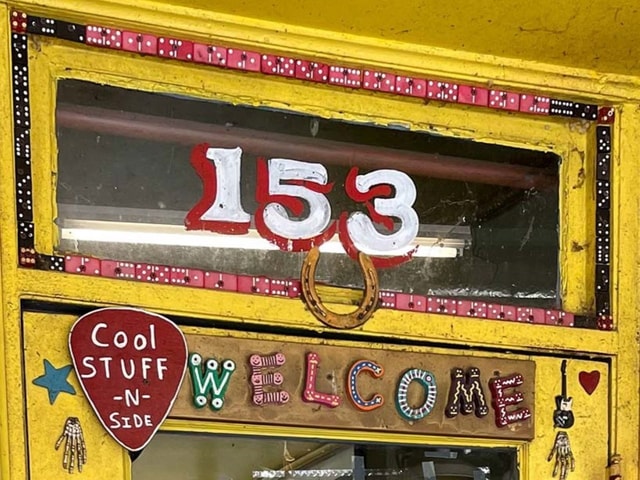 153
Cool
STUFF
-N-
SIDE
WELCOME